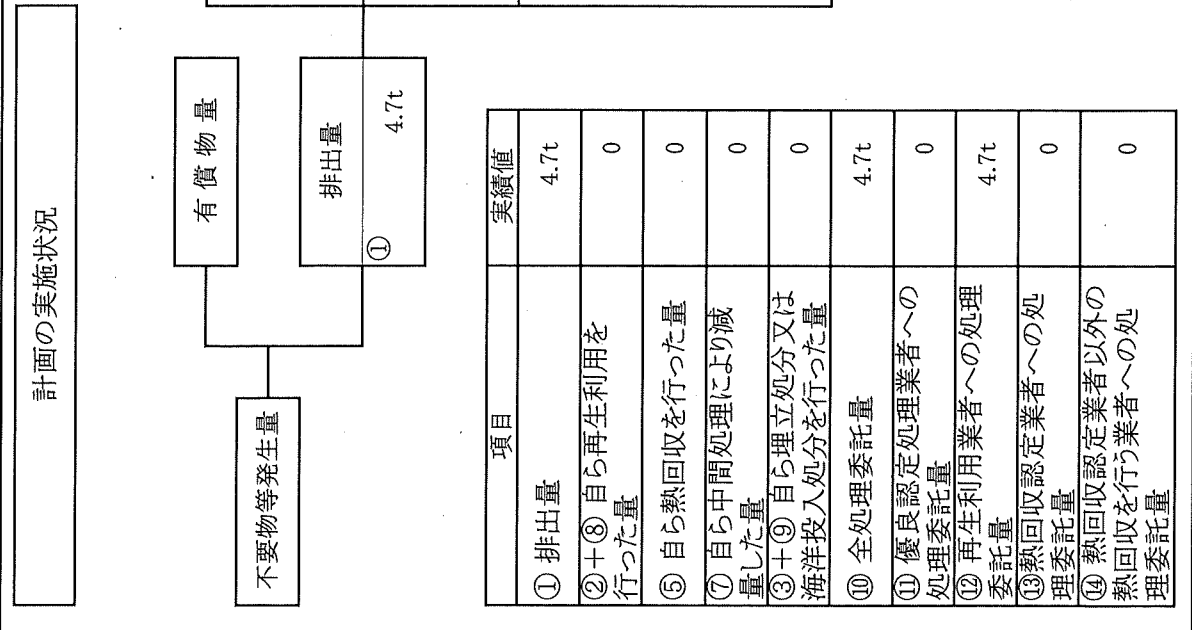 計画の実施状況
不要物等発生量
有償物量
排出量
①
4.7t
項目
実績値
① 排出量
4.7t
②+⑧ 自ら再生利用を
行った量
0
⑤ 自ら熱回収を行った量
0
⑦ 自ら中間処理により減
量した量
0
③+⑨ 自ら埋立処分又は
海洋投入処分を行った量
0
⑩ 全処理委託量
4.7t
⑪ 優良認定処理業者への
処理委託量
0
⑫ 再生利用業者への処理
委託量
4.7t
⑬熱回収認定業者への処
理委託量
0
⑭ 熱回収認定業者以外の
熱回収を行う業者への処
理委託量
0